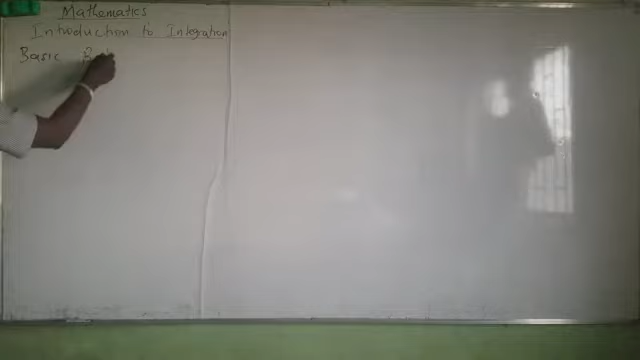 Mathematics
Introduction to Integration
Basic